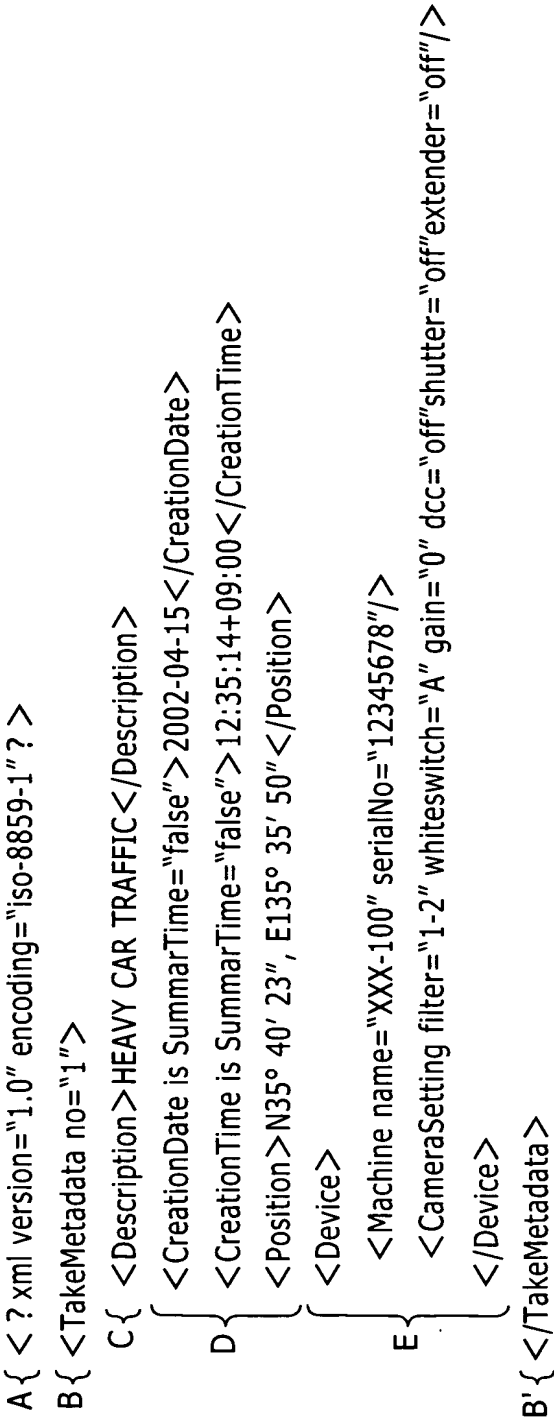 A{ <?xml version="1.0" encoding="iso-8859-1"?>
B{ <TakeMetadata no="1">
C{ <Description>HEAVY CAR TRAFFIC</Description>
<CreationDate is SummarTime="false">2002-04-15</CreationDate>
D{ <CreationTime is SummarTime="false">12:35:14+09:00</CreationTime>
<Position>N35° 40' 23", E135° 35' 50"</Position>
<Device>
E{ <Machine name="XXX-100" serialNo="12345678"/>
<CameraSetting filter="1-2" whiteswitch="A" gain="0" dcc="off"shutter="off"extender="off"/>
</Device>
B'{ </TakeMetadata>